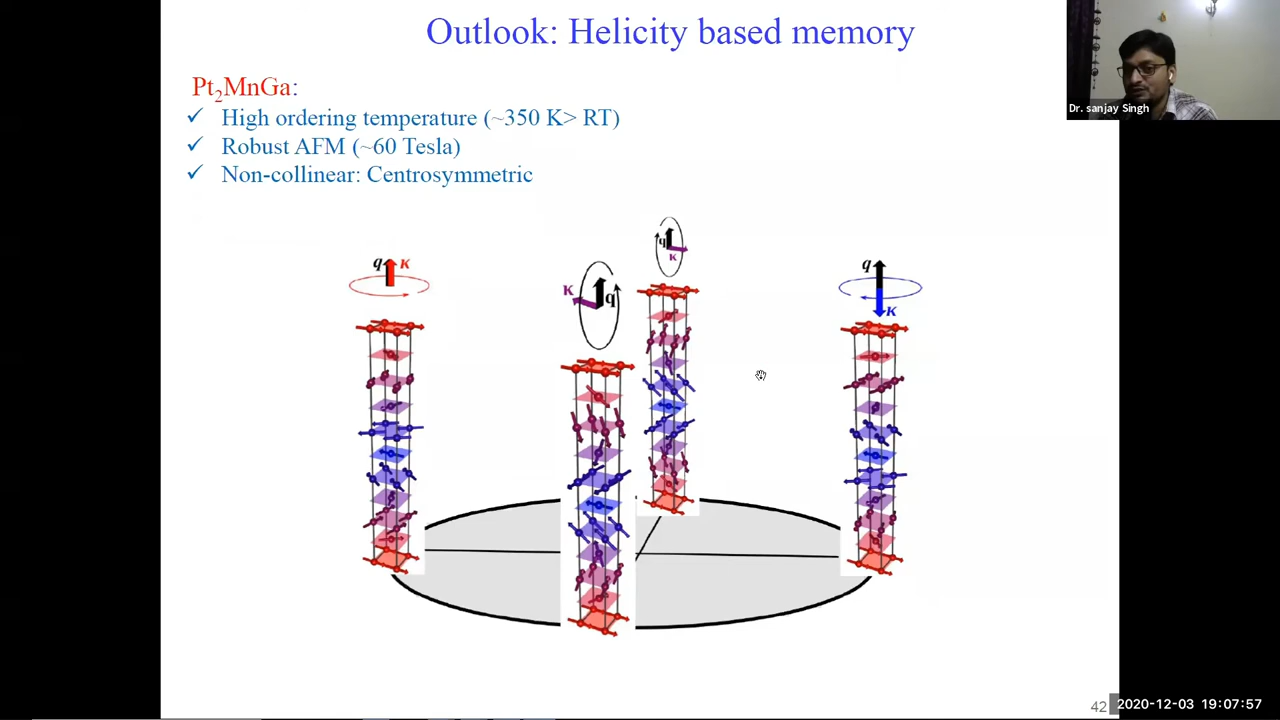 Outlook: Helicity based memory
Dr. sanjay Singh
Pt₂MnGa:
✓ High ordering temperature (~350 K> RT)
✓ Robust AFM (~60 Tesla)
✓ Non-collinear: Centrosymmetric
q κ
κ q
q κ
q κ
42
2020-12-03 19:07:57